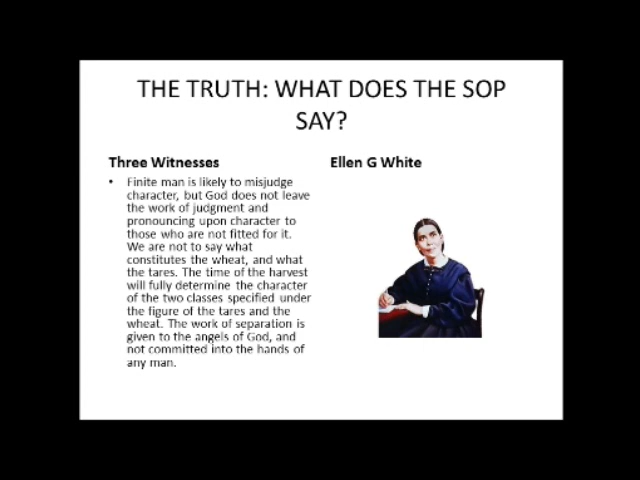 THE TRUTH: WHAT DOES THE SOP
SAY?
Three Witnesses
• Finite man is likely to misjudge
character, but God does not leave
the work of judgment and
pronouncing upon character to
those who are not fitted for it.
We are not to say what
constitutes the wheat, and what
the tares. The time of the harvest
will fully determine the character
of the two classes specified under
the figure of the tares and the
wheat. The work of separation is
given to the angels of God, and
not committed into the hands of
any man.
Ellen G White